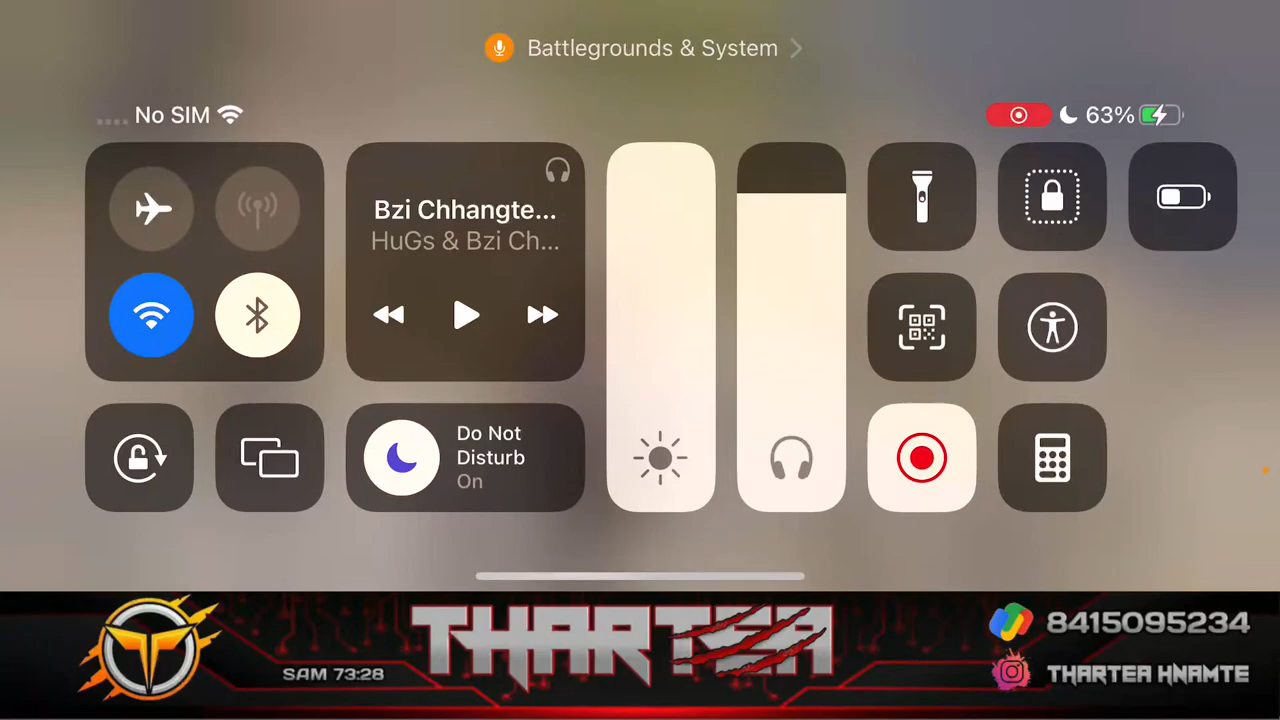 Battlegrounds & System
No SIM
63%
Bzi Chhangte...
HuGs & Bzi Ch...
Do Not
Disturb
On
THARTEA
SAM 73:28
8415095234
THARTEA HNAMTE